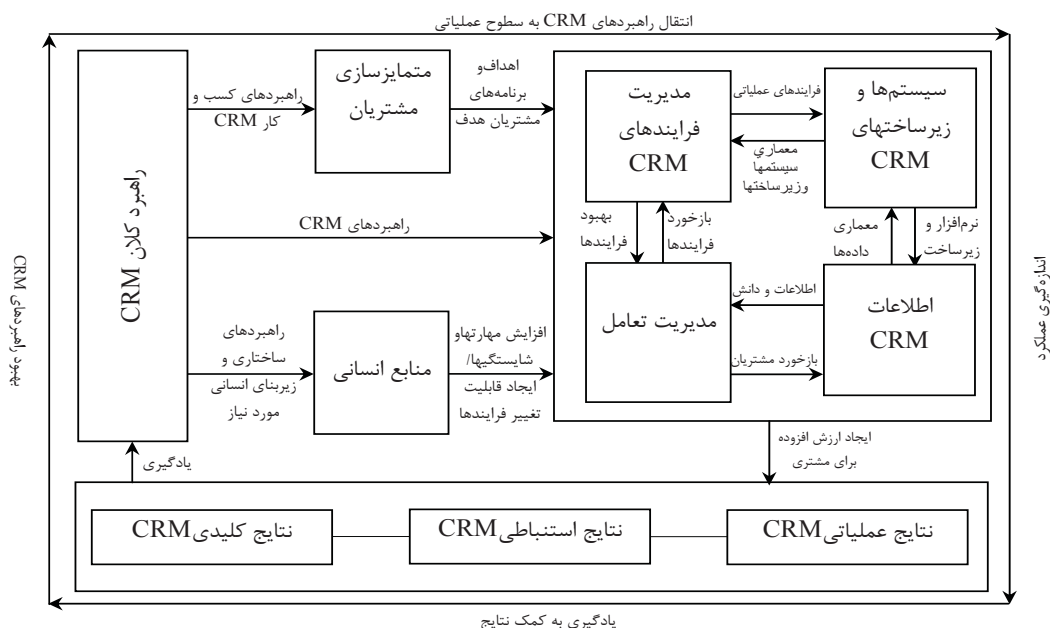 انتقال راهبردهای CRM به سطوح عملیاتی
سیستم‌ها و
زیرساختهای
CRM
فرایندهای عملیاتی
معماري
سیستمها
وزیرساختها
مدیریت
فرایندهای
CRM
اهداف‌و
برنامه‌های
مشتریان هدف
متمایزسازی
مشتریان
راهبردهای کسب و
کار CRM
راهبرد کلان CRM
راهبردهای CRM
نرم‌افزار و
زیرساخت
معماری
داده‌ها
بازخورد
فرایندها
بهبود
فرایندها
اطلاعات
CRM
اطلاعات و دانش
بازخورد مشتریان
مدیریت تعامل
افزایش مهارتهاو
شایستگیها/
ایجاد قابلیت
تغییر فرایندها
منابع انسانی
راهبردهای
ساختاری و
زیربنای انسانی
مورد نیاز
اندازه‌گیری عملکرد
بهبود راهبردهای CRM
ایجاد ارزش افزوده
برای مشتری
یادگیری
نتایج عملیاتی CRM
نتایج استنباطی CRM
نتایج کلیدی CRM
یادگیری به کمک نتایج